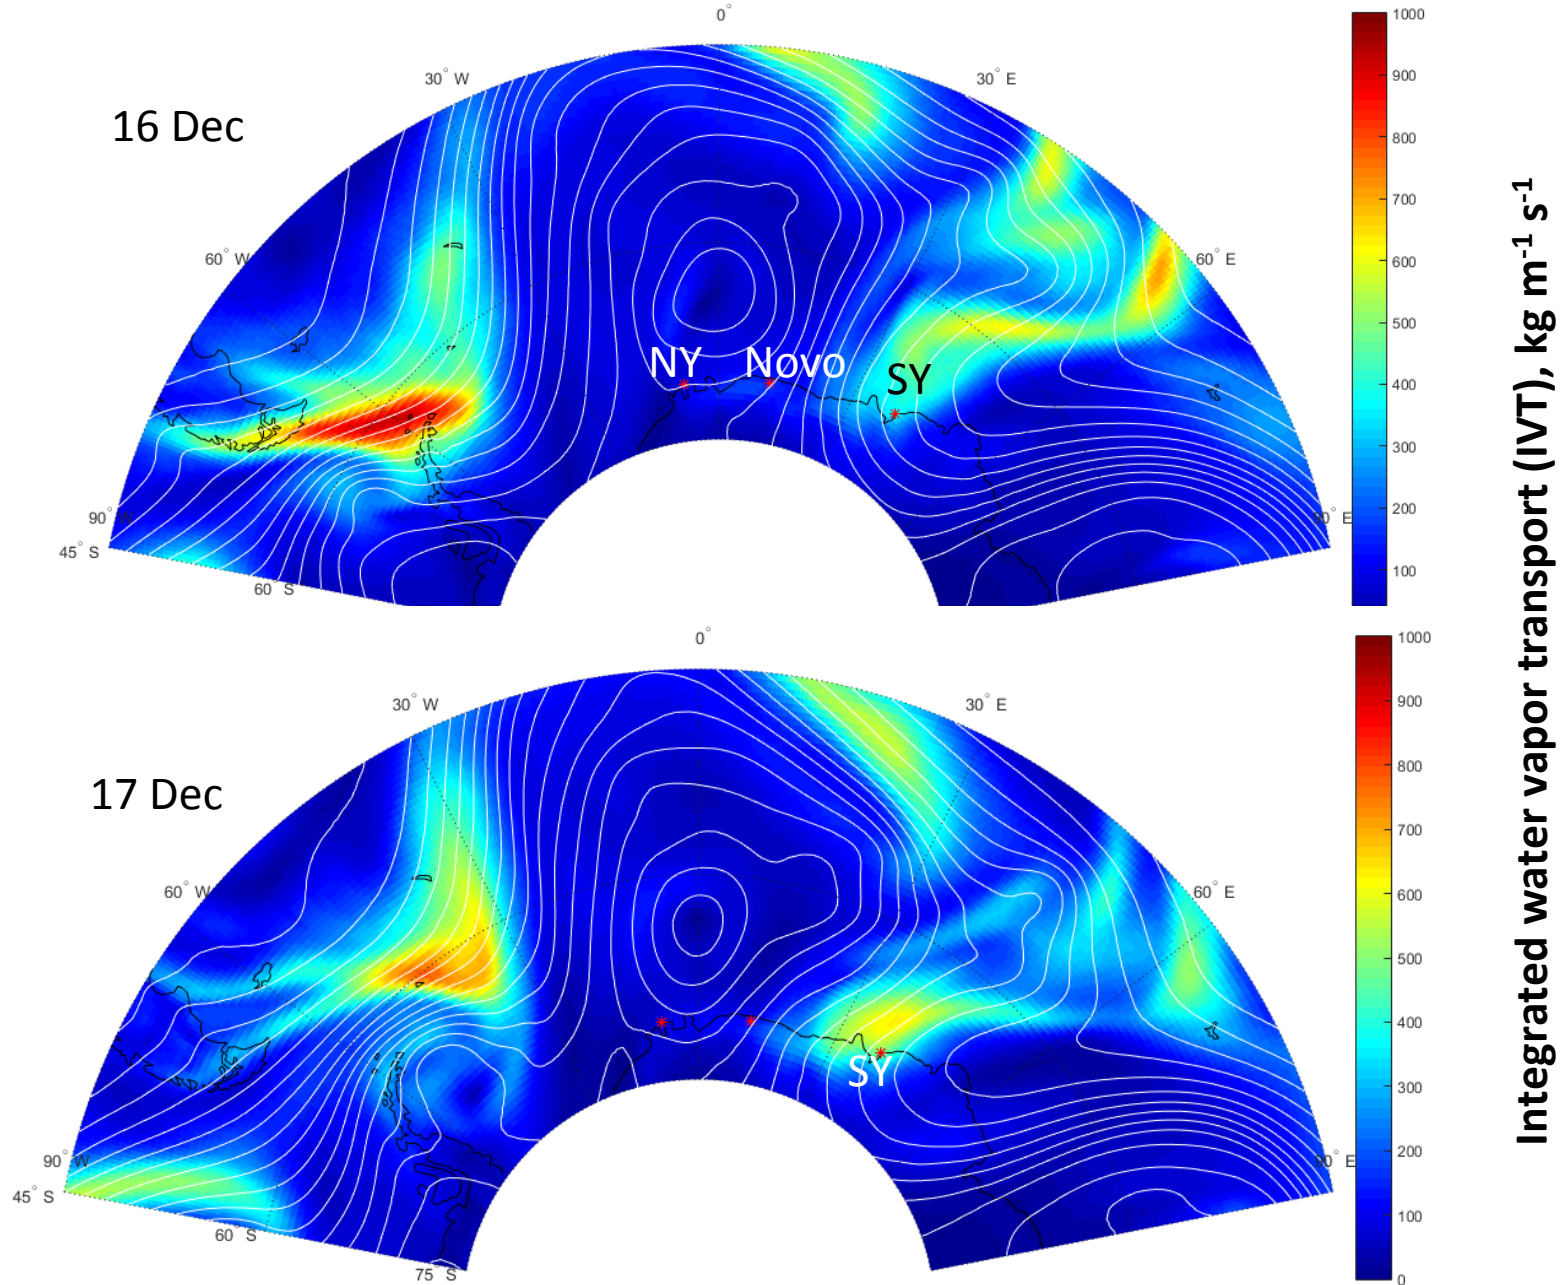 0°
30° W
30° E
16 Dec
60° W
60° E
NY
Novo
SY
90° W
90° E
45° S
60° S
1000
900
800
700
600
500
400
300
200
100
Integrated water vapor transport (IVT), kg m-1 s-1
0°
30° W
30° E
17 Dec
60° W
60° E
SY
90° W
90° E
45° S
60° S
75° S
1000
900
800
700
600
500
400
300
200
100
0